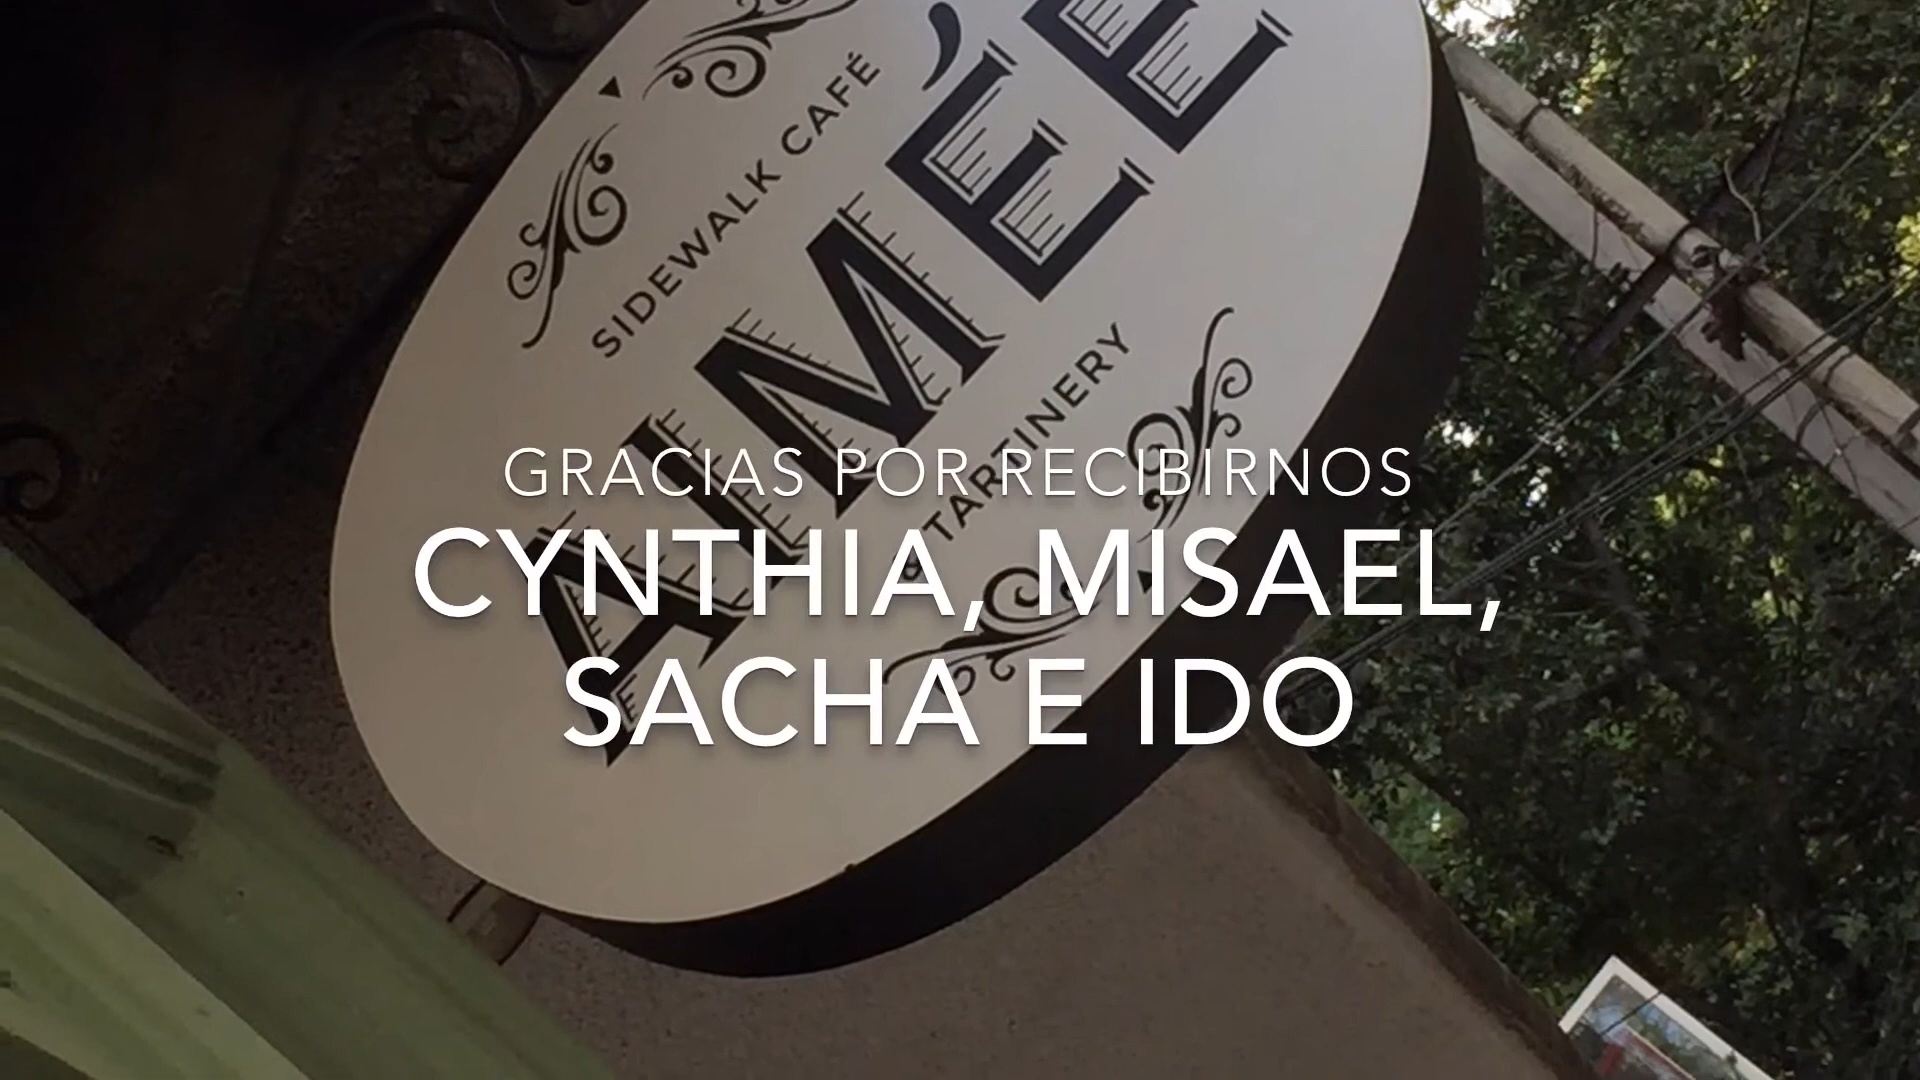 SIDEWALK CAFÉ
AIMÉE
& TARTINERY
GRACIAS POR RECIBIRNOS
CYNTHIA, MISAEL,
SACHA E IDO